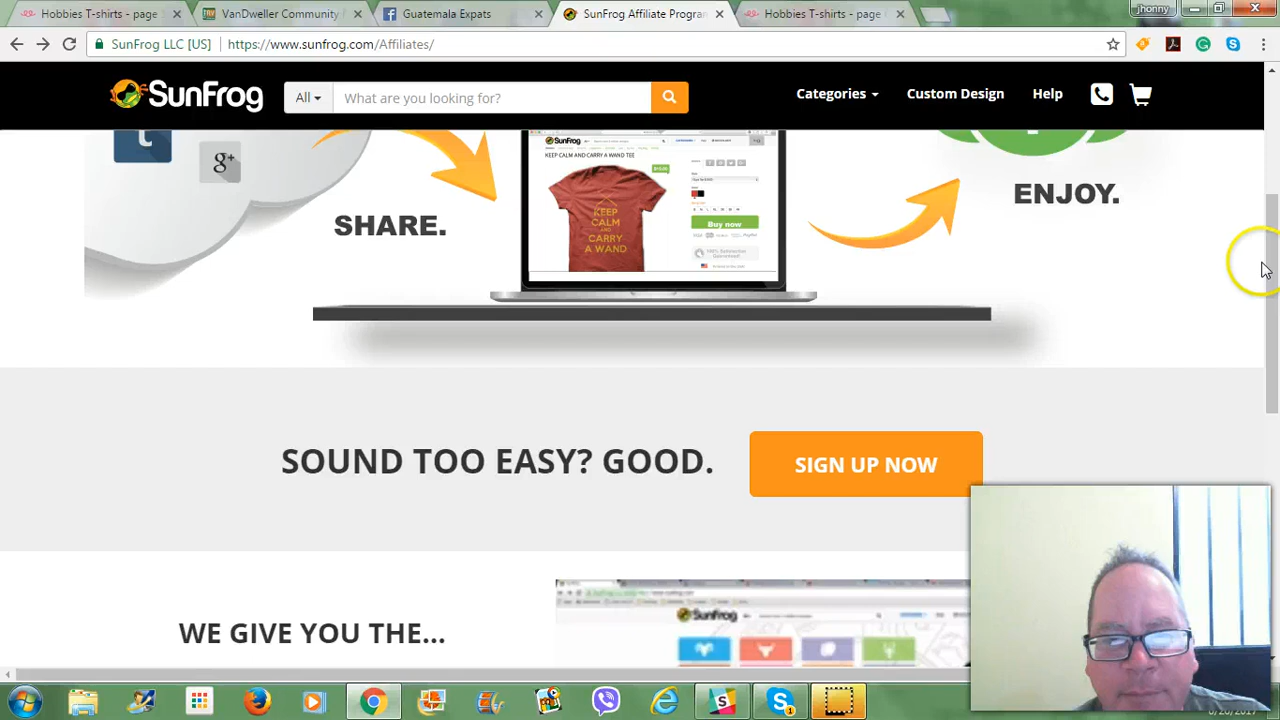 Hobbies T-shirts - page
VanDweller Community
Guatemala Expats
SunFrog Affiliate Program
Hobbies T-shirts - page
jhonny
SunFrog LLC [US]
https://www.sunfrog.com/Affiliates/
SunFrog
All
What are you looking for?
Categories
Custom Design
Help
t
g+
SHARE.
SunFrog
KEEP CALM AND CARRY A WAND TEE
KEEP
CALM
AND
CARRY
A WAND
Buy now
ENJOY.
SOUND TOO EASY? GOOD.
SIGN UP NOW
WE GIVE YOU THE...
SunFrog